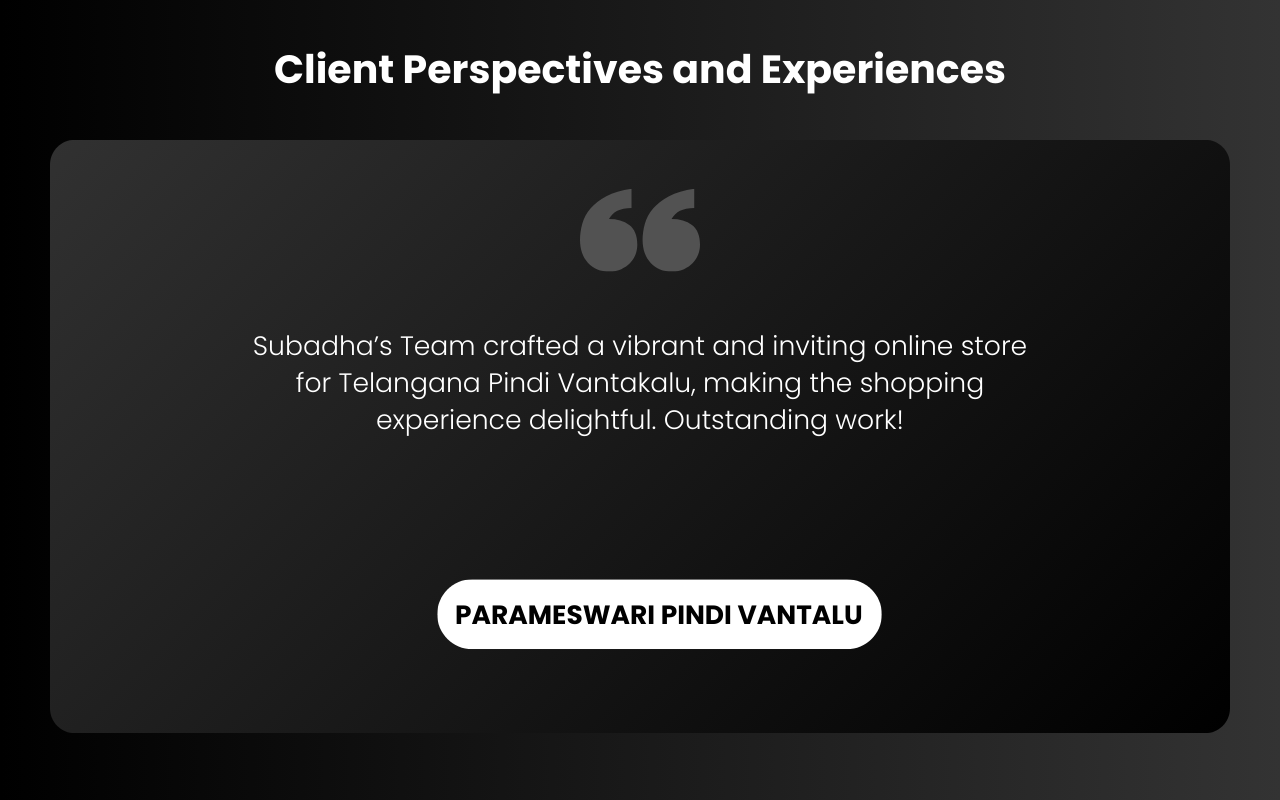 Client Perspectives and Experiences
Subadha’s Team crafted a vibrant and inviting online store
for Telangana Pindi Vantakalu, making the shopping
experience delightful. Outstanding work!
PARAMESWARI PINDI VANTALU